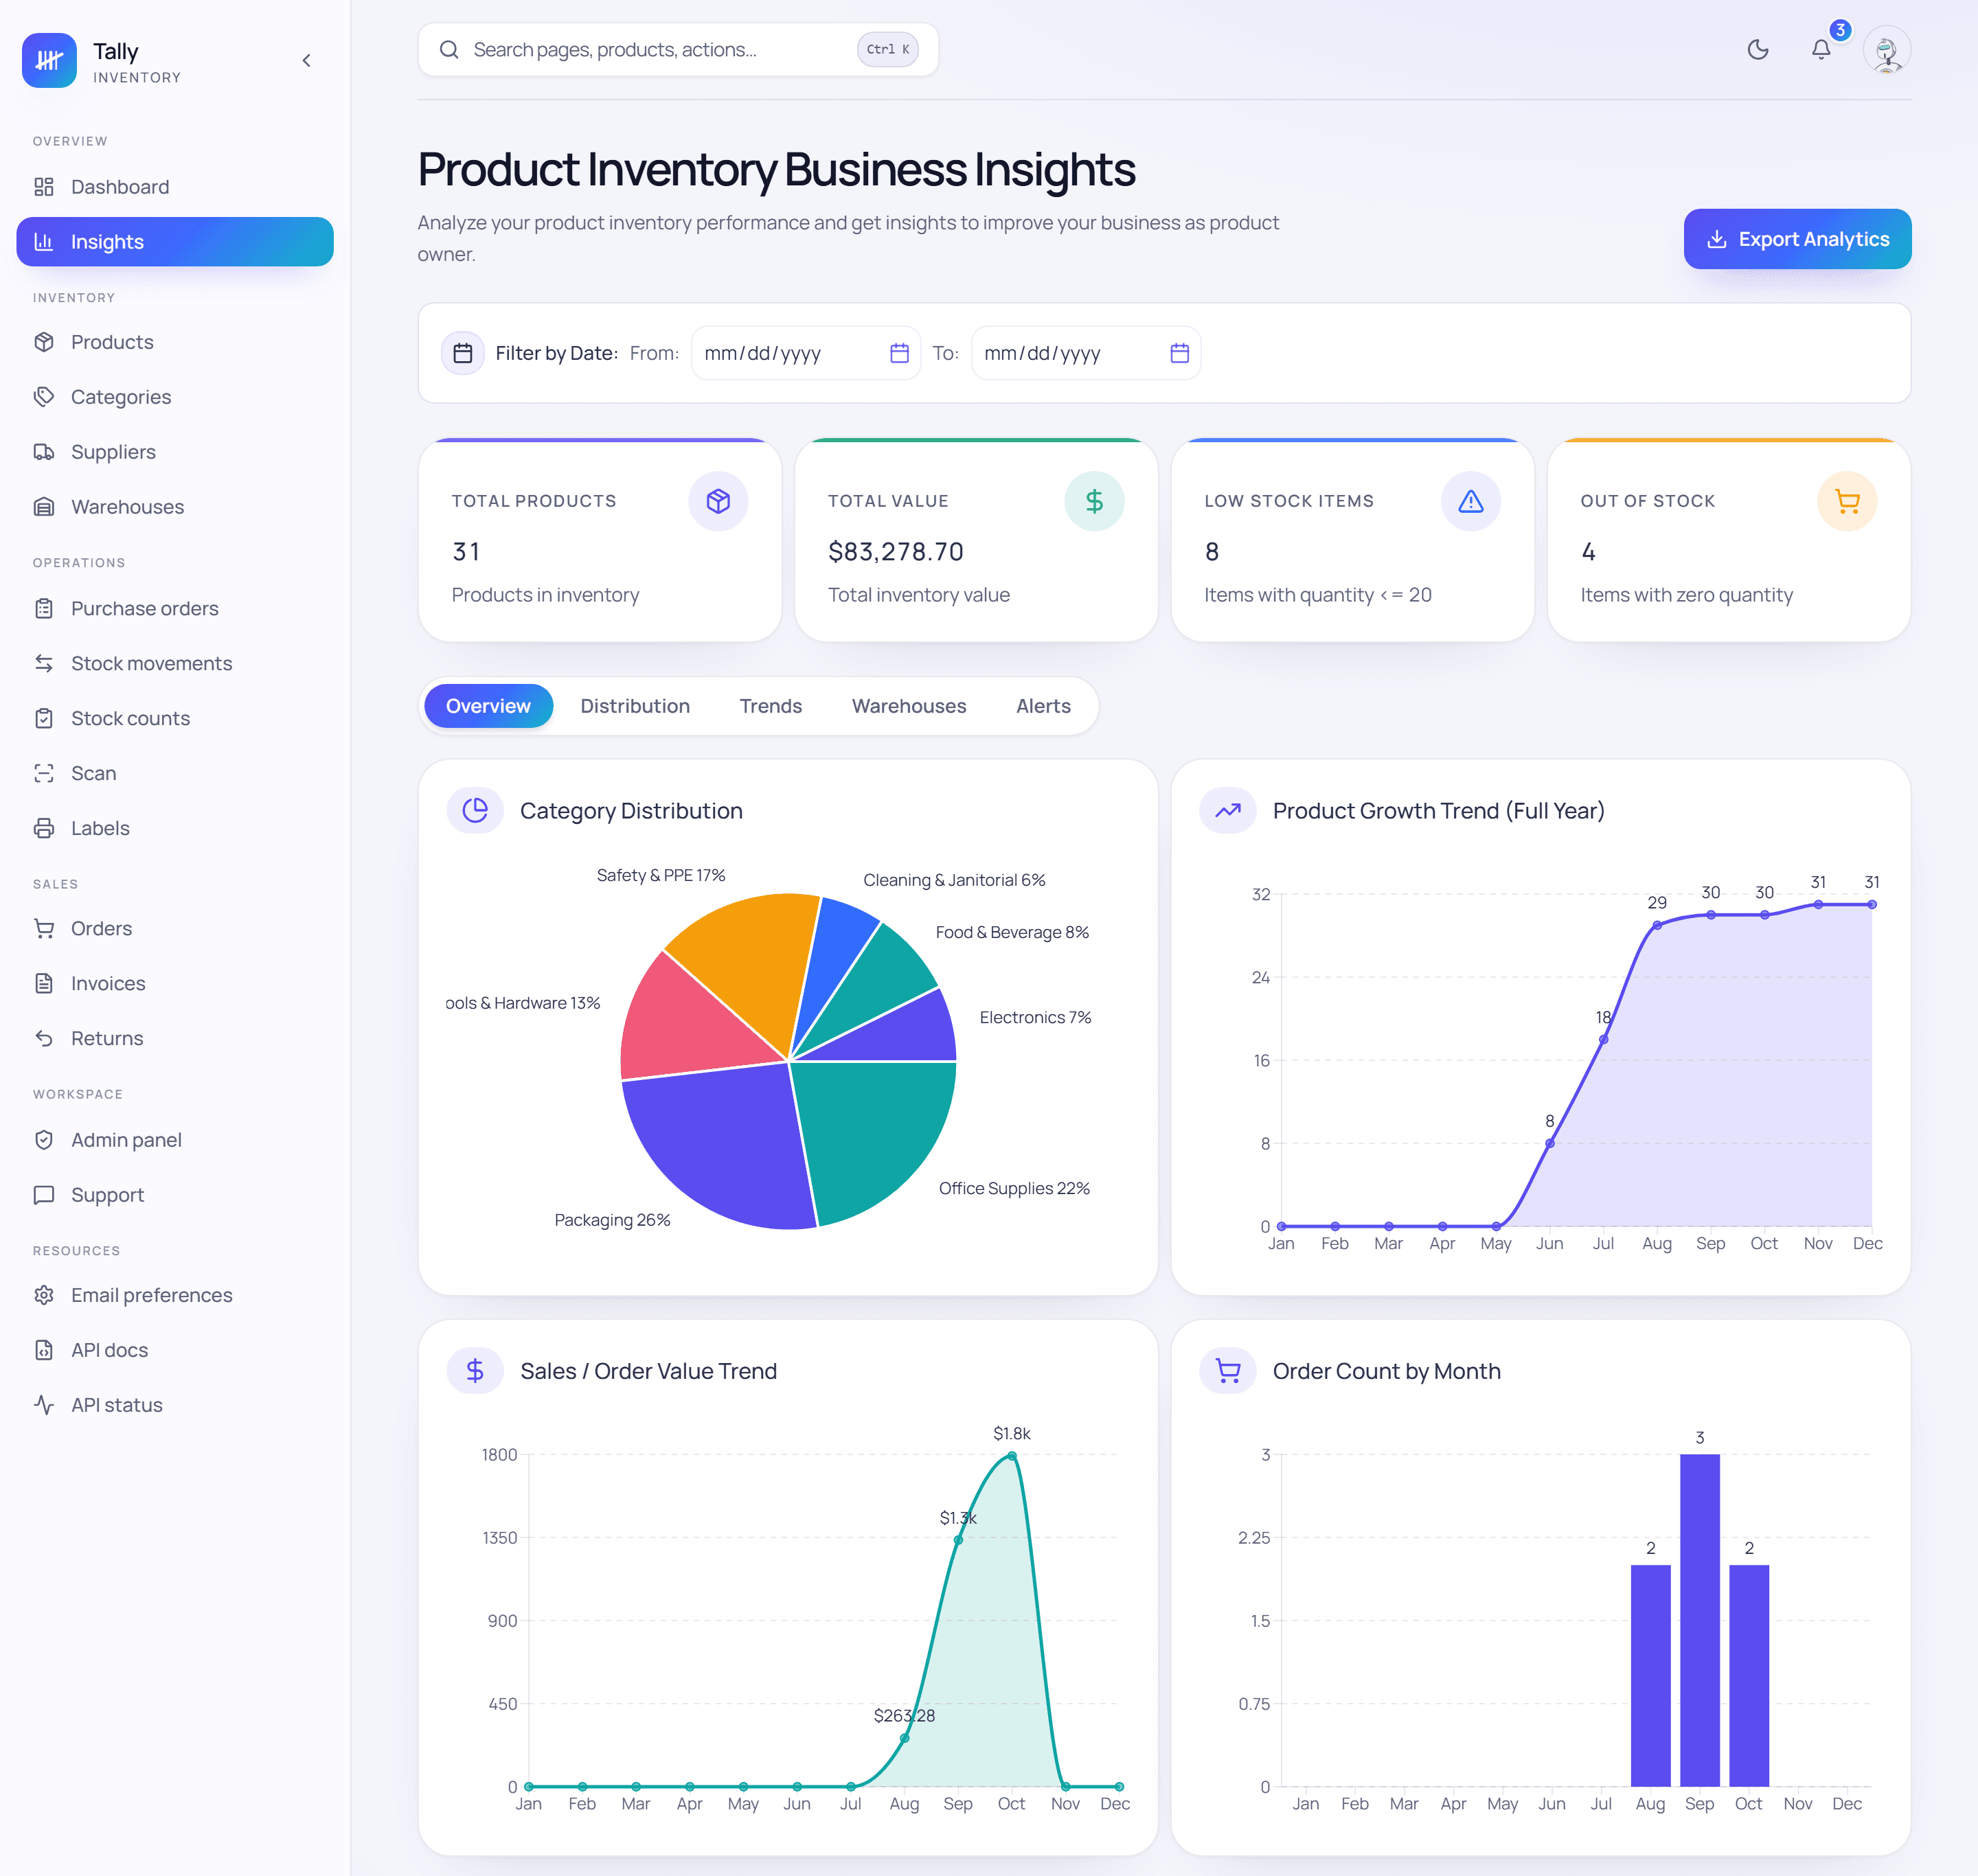 Tally
INVENTORY
OVERVIEW
Dashboard
Insights
INVENTORY
Products
Categories
Suppliers
Warehouses
OPERATIONS
Purchase orders
Stock movements
Stock counts
Scan
Labels
SALES
Orders
Invoices
Returns
WORKSPACE
Admin panel
Support
RESOURCES
Email preferences
API docs
API status
Search pages, products, actions...
Ctrl K
3
Product Inventory Business Insights
Analyze your product inventory performance and get insights to improve your business as product
owner.
Export Analytics
Filter by Date: From: mm/dd/yyyy To: mm/dd/yyyy
TOTAL PRODUCTS
31
Products in inventory
TOTAL VALUE
$83,278.70
Total inventory value
LOW STOCK ITEMS
8
Items with quantity <= 20
OUT OF STOCK
4
Items with zero quantity
Overview Distribution Trends Warehouses Alerts
Category Distribution
Safety & PPE 17%
Cleaning & Janitorial 6%
Food & Beverage 8%
ools & Hardware 13%
Electronics 7%
Office Supplies 22%
Packaging 26%
Product Growth Trend (Full Year)
32
24
16
8
0
8
18
29
30
30
31
31
Jan Feb Mar Apr May Jun Jul Aug Sep Oct Nov Dec
Sales / Order Value Trend
1800
1350
900
450
0
$263.28
$1.3k
$1.8k
Jan Feb Mar Apr May Jun Jul Aug Sep Oct Nov Dec
Order Count by Month
3
2.25
1.5
0.75
0
2
3
2
Jan Feb Mar Apr May Jun Jul Aug Sep Oct Nov Dec